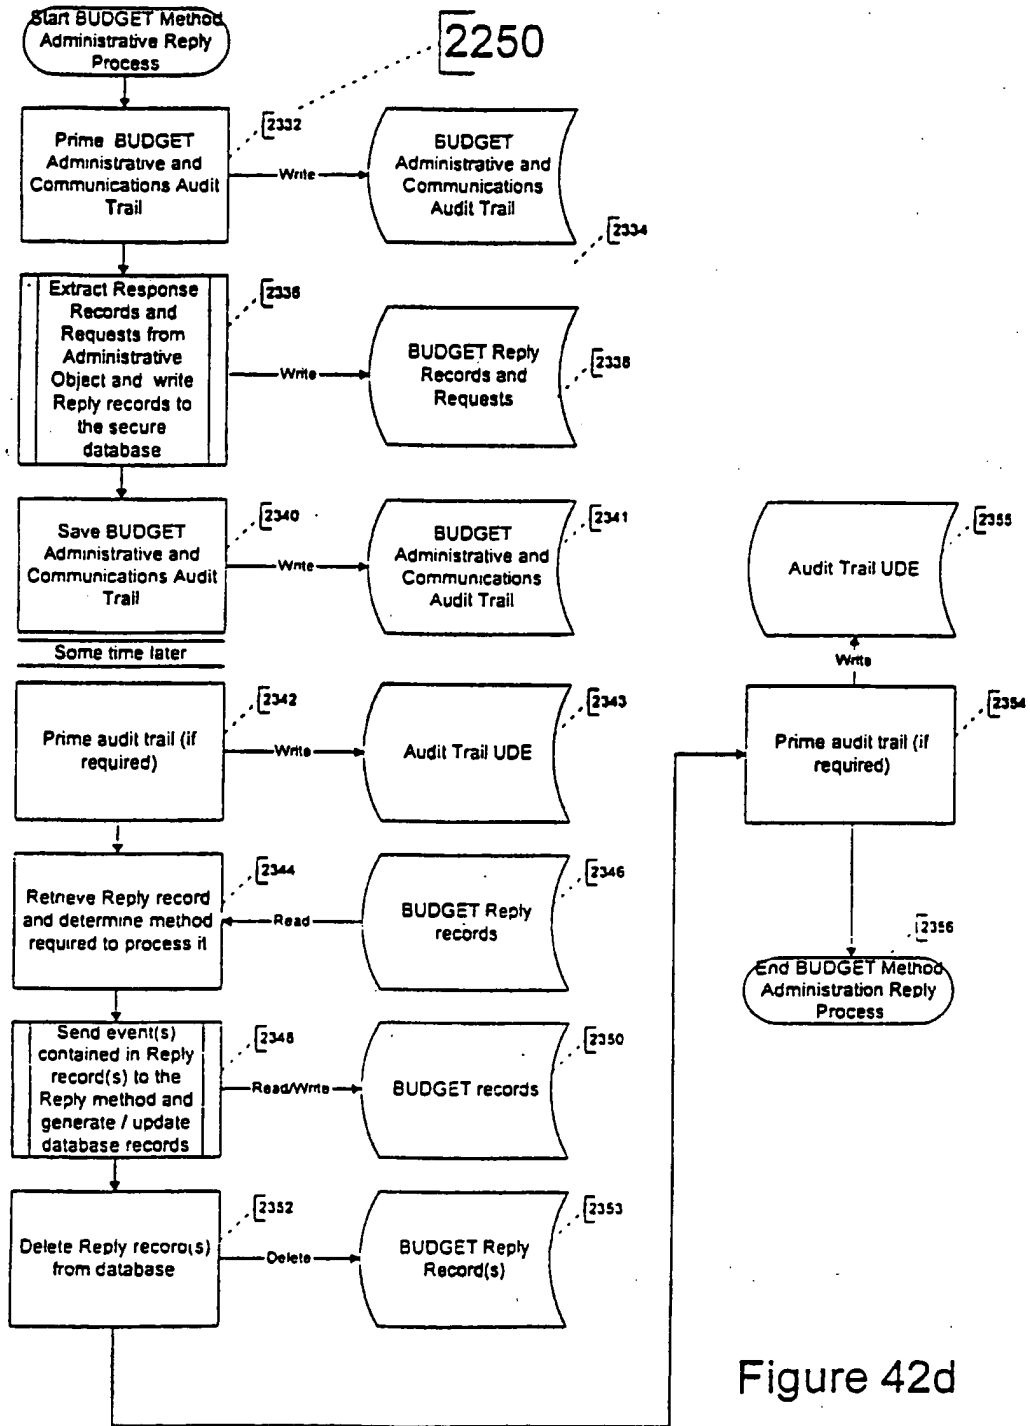 Start BUDGET Method
Administrative Reply
Process
2250
Prime BUDGET
Administrative and
Communications Audit
Trail
2332
Write
BUDGET
Administrative and
Communications
Audit Trail
2334
Extract Response
Records and
Requests from
Administrative
Object and write
Reply records to
the secure
database
2336
Write
BUDGET Reply
Records and
Requests
2338
Save BUDGET
Administrative and
Communications Audit
Trail
2340
Write
BUDGET
Administrative and
Communications
Audit Trail
2341
Some time later
Prime audit trail (if
required)
2342
Write
Audit Trail UDE
2343
Retrieve Reply record
and determine method
required to process it
2344
Read
BUDGET Reply
records
2346
Send event(s)
contained in Reply
record(s) to the
Reply method and
generate / update
database records
2348
Read/Write
BUDGET records
2350
Delete Reply record(s)
from database
2352
Delete
BUDGET Reply
Record(s)
2353
Audit Trail UDE
2355
Write
Prime audit trail (if
required)
2354
2356
End BUDGET Method
Administration Reply
Process
Figure 42d